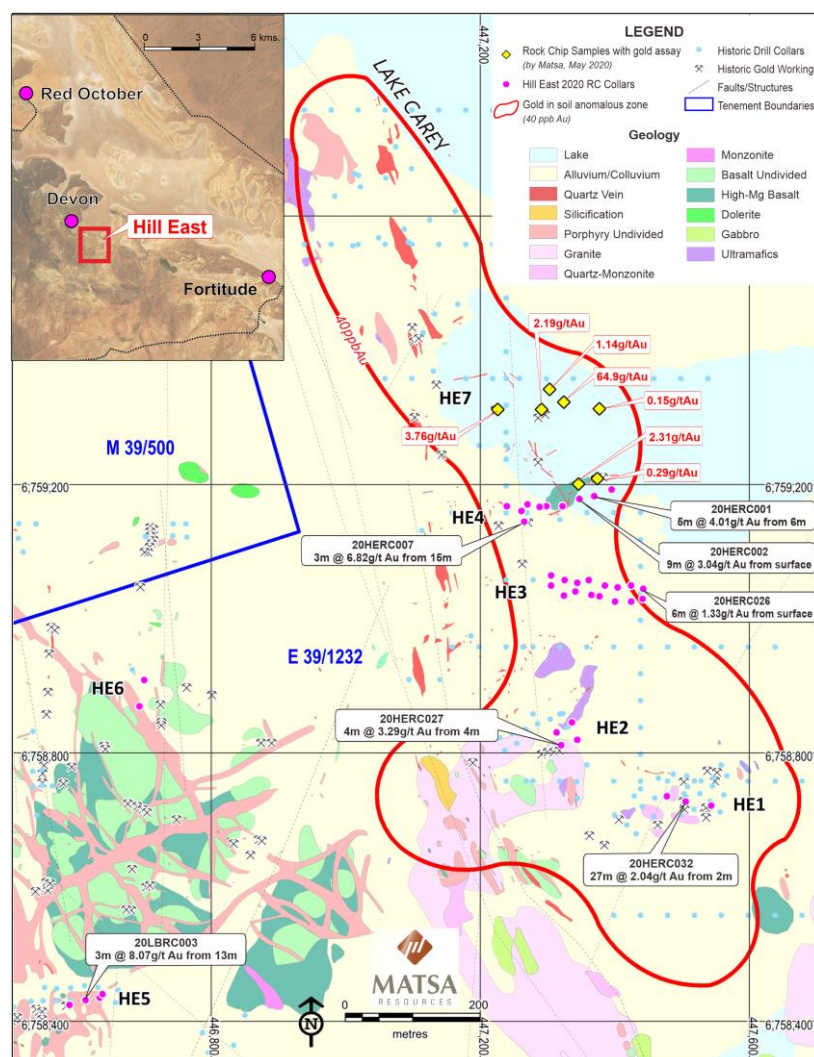 0 3 6 kms.
Red October
Devon
Hill East
Fortitude
447,200
LAKE CAREY
LEGEND
Rock Chip Samples with gold assay
(by Matsa, May 2020)
Hill East 2020 RC Collars
Gold in soil anomalous zone
(40 ppb Au)
Historic Drill Collars
Historic Gold Working
Faults/Structures
Tenement Boundaries
Geology
Lake
Alluvium/Colluvium
Quartz Vein
Silicification
Porphyry Undivided
Granite
Quartz-Monzonite
Monzonite
Basalt Undivided
High-Mg Basalt
Dolerite
Gabbro
Ultramafics
40ppbAu
2.19g/tAu
1.14g/tAu
64.9g/tAu
0.15g/tAu
HE7
3.76g/tAu
2.31g/tAu
0.29g/tAu
M 39/500
6,759,200
6,759,200
HE4
20HERC001
5m @ 4.01g/t Au from 6m
20HERC007
3m @ 6.82g/t Au from 15m
20HERC002
9m @ 3.04g/t Au from surface
HE3
20HERC026
6m @ 1.33g/t Au from surface
E 39/1232
HE6
20HERC027
4m @ 3.29g/t Au from 4m
HE2
6,758,800
6,758,800
HE1
20HERC032
27m @ 2.04g/t Au from 2m
20LBRC003
3m @ 8.07g/t Au from 13m
HE5
MATSA
RESOURCES
0 200
metres
N
6,758,400
6,758,400
446,800
447,200
447,600